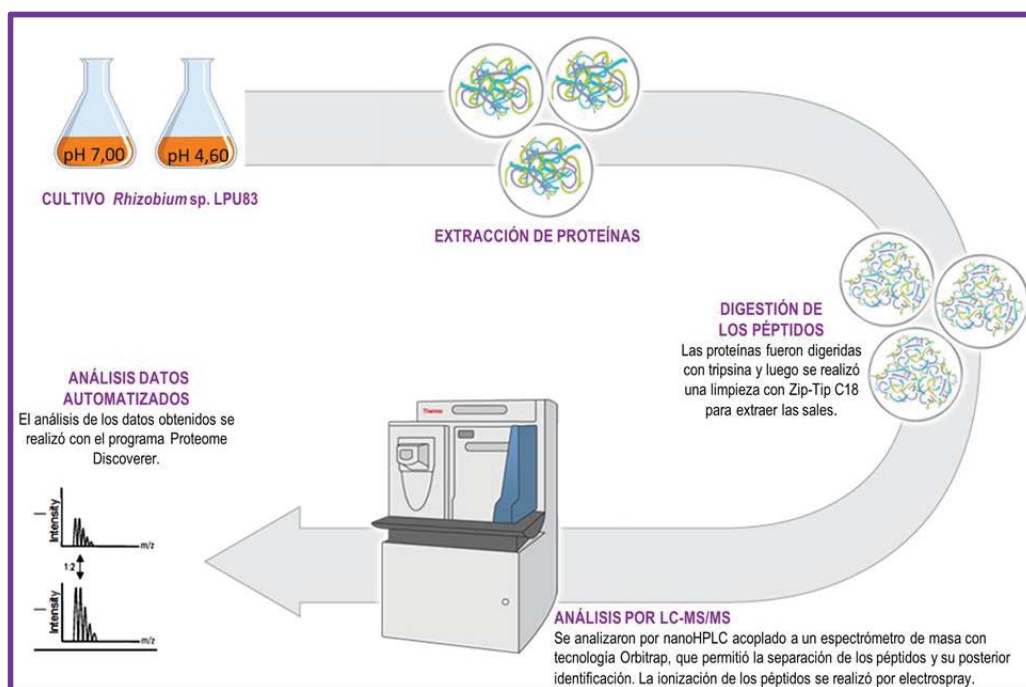 pH 7,00
pH 4,60
CULTIVO Rhizobium sp. LPU83
EXTRACCIÓN DE PROTEÍNAS
DIGESTIÓN DE
LOS PÉPTIDOS
Las proteínas fueron digeridas
con tripsina y luego se realizó
una limpieza con Zip-Tip C18
para extraer las sales.
Thermo
ANÁLISIS POR LC-MS/MS
Se analizaron por nanoHPLC acoplado a un espectrómetro de masa con
tecnología Orbitrap, que permitió la separación de los péptidos y su posterior
identificación. La ionización de los péptidos se realizó por electrospray.
ANÁLISIS DATOS
AUTOMATIZADOS
El análisis de los datos obtenidos se
realizó con el programa Proteome
Discoverer.
Intensity
m/z
1:2
Intensity
m/z